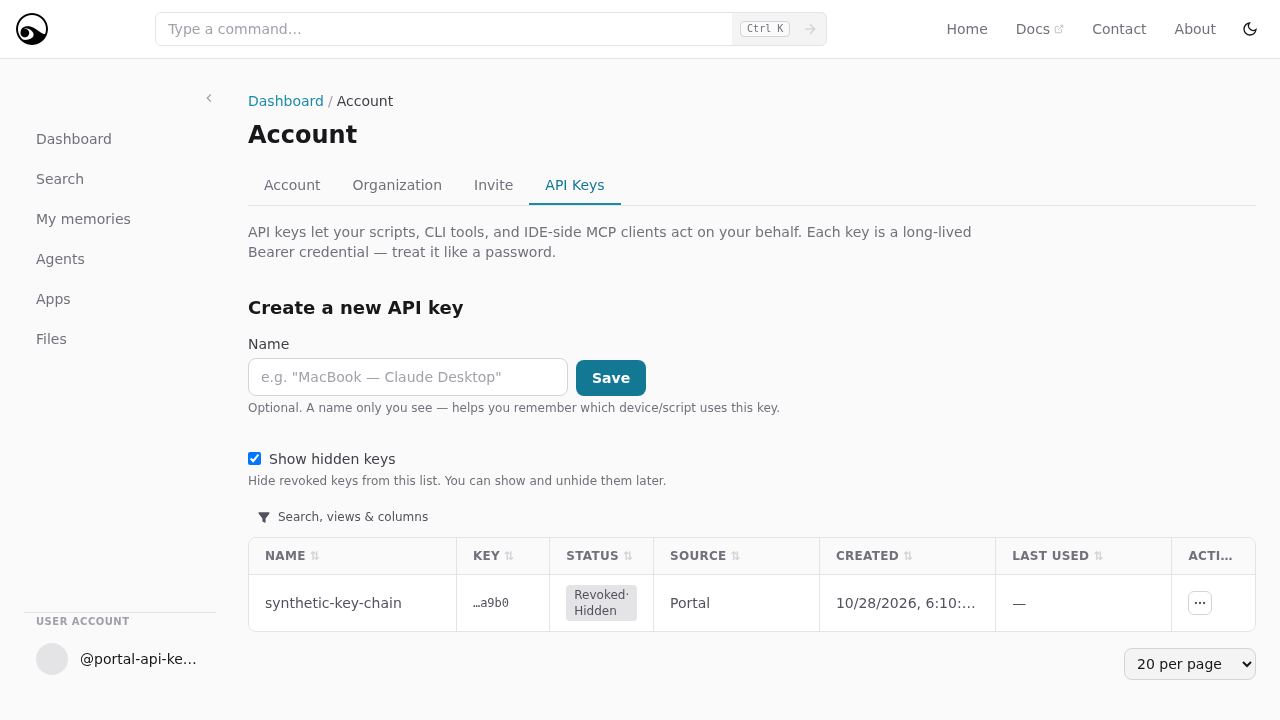 Type a command...
Ctrl K
Home
Docs
Contact
About
Dashboard
Search
My memories
Agents
Apps
Files
USER ACCOUNT
@portal-api-ke...
Dashboard / Account
Account
Account
Organization
Invite
API Keys
API keys let your scripts, CLI tools, and IDE-side MCP clients act on your behalf. Each key is a long-lived
Bearer credential — treat it like a password.
Create a new API key
Name
e.g. "MacBook — Claude Desktop"
Save
Optional. A name only you see — helps you remember which device/script uses this key.
Show hidden keys
Hide revoked keys from this list. You can show and unhide them later.
Search, views & columns
NAME
KEY
STATUS
SOURCE
CREATED
LAST USED
ACTI...
synthetic-key-chain
…a9b0
Revoked·
Hidden
Portal
10/28/2026, 6:10:...
—
20 per page